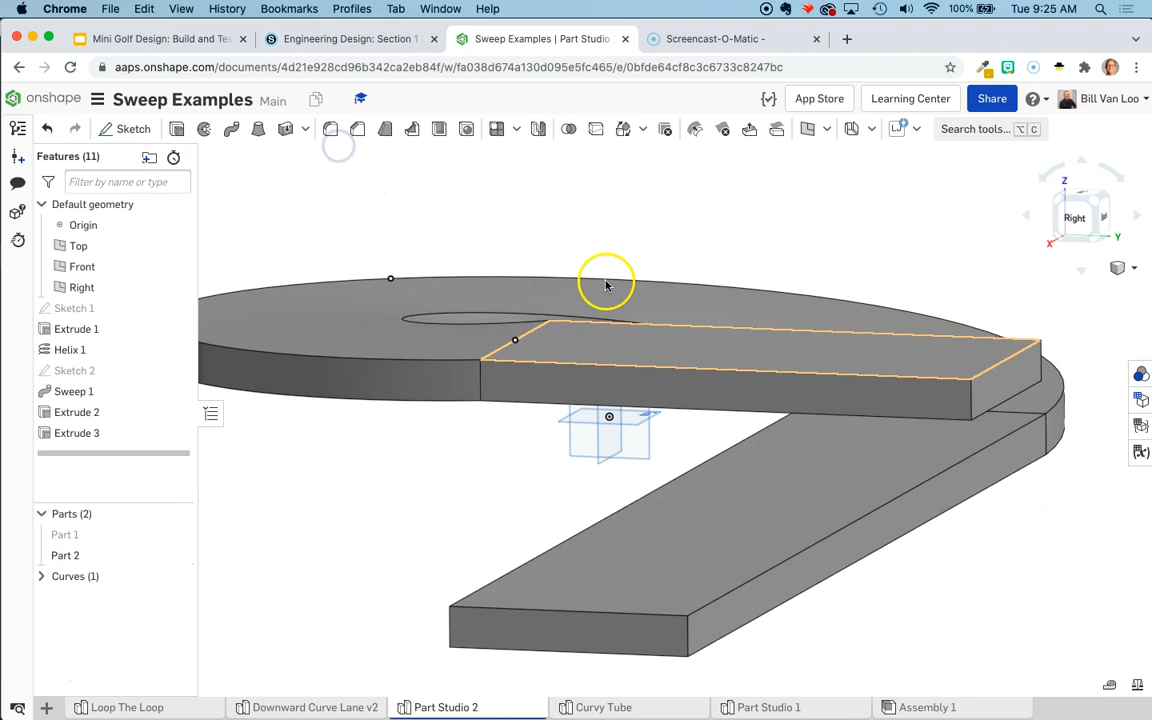 Chrome File Edit View History Bookmarks Profiles Tab Window Help 100% Tue 9:25 AM
Mini Golf Design: Build and Tes Engineering Design: Section 1 Sweep Examples | Part Studio Screencast-O-Matic -
aaps.onshape.com/documents/4d21e928cd96b342ca2eb84f/w/fa038d674a130d095e5fc465/e/0bfde64cf8c3c6733c8247bc
onshape Sweep Examples Main App Store Learning Center Share Bill Van Loo
Sketch Search tools... ⌥ C
Features (11)
Filter by name or type
Default geometry
Origin
Top
Front
Right
Sketch 1
Extrude 1
Helix 1
Sketch 2
Sweep 1
Extrude 2
Extrude 3
Parts (2)
Part 1
Part 2
Curves (1)
Z
Right
X Y
Loop The Loop Downward Curve Lane v2 Part Studio 2 Curvy Tube Part Studio 1 Assembly 1